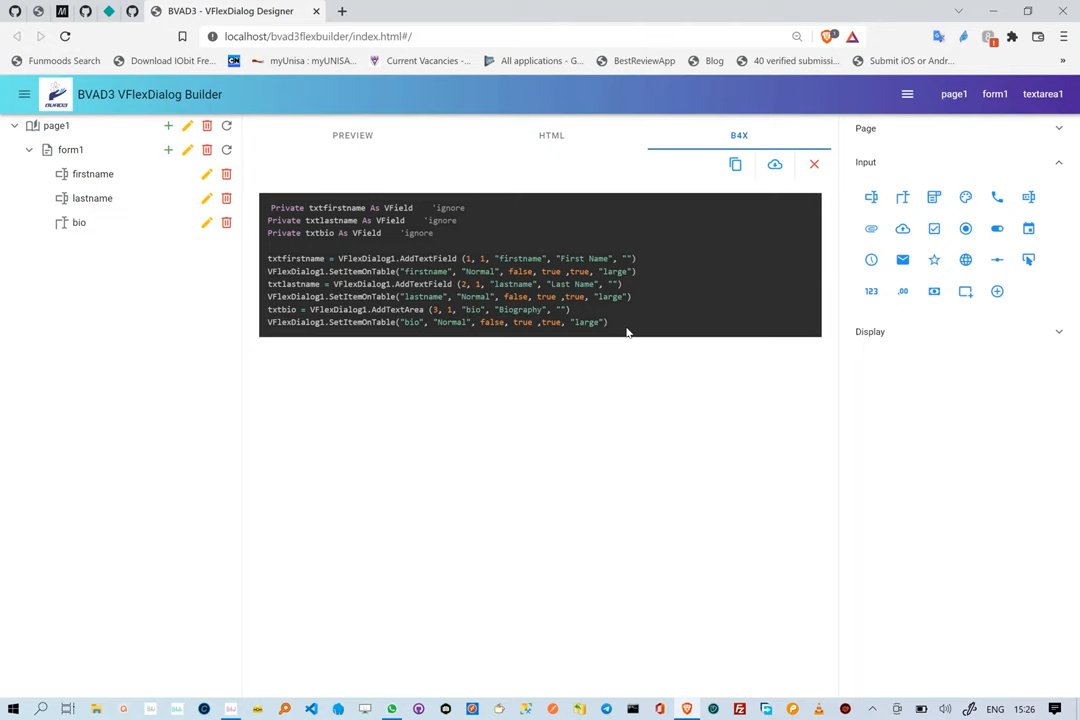 BVAD3 - VFlexDialog Designer
localhost/bvad3flexbuilder/index.html#/
Funmoods Search
Download IObit Fre...
myUnisa : myUNISA...
Current Vacancies -...
All applications - G...
BestReviewApp
Blog
40 verified submissi...
Submit iOS or Andr...
BVAD3 VFlexDialog Builder
page1
form1
textarea1
page1
form1
firstname
lastname
bio
PREVIEW
HTML
B4X
Private txtfirstname As VField 'ignore
Private txtlastname As VField 'ignore
Private txtbio As VField 'ignore
txtfirstname = VFlexDialog1.AddTextField (1, 1, "firstname", "First Name", "")
VFlexDialog1.SetItemOnTable("firstname", "Normal", false, true ,true, "large")
txtlastname = VFlexDialog1.AddTextField (2, 1, "lastname", "Last Name", "")
VFlexDialog1.SetItemOnTable("lastname", "Normal", false, true ,true, "large")
txtbio = VFlexDialog1.AddTextArea (3, 1, "bio", "Biography", "")
VFlexDialog1.SetItemOnTable("bio", "Normal", false, true ,true, "large")
Page
Input
123
,00
Display
ENG
15:26